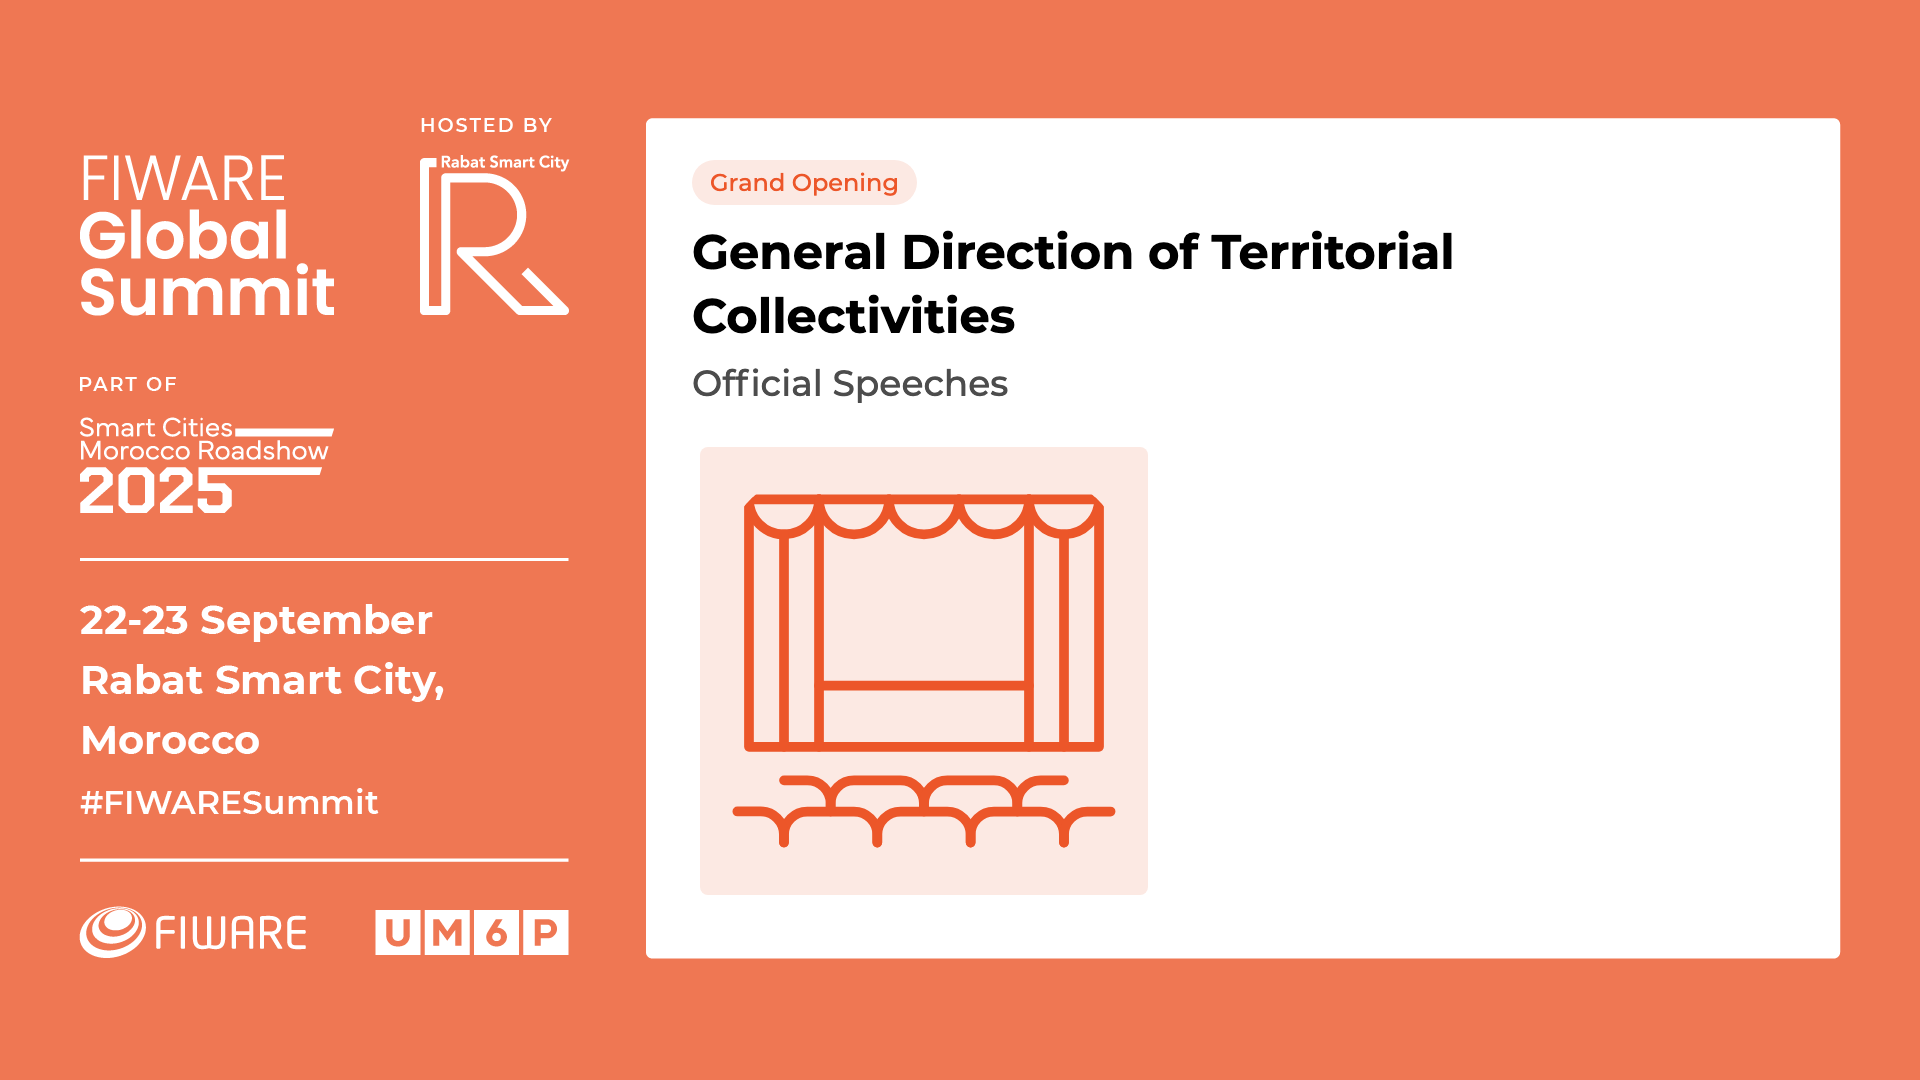 FIWARE
Global
Summit
HOSTED BY
Rabat Smart City
R
PART OF
Smart Cities
Morocco Roadshow
2025
22-23 September
Rabat Smart City,
Morocco
#FIWARESummit
FIWARE
UM6P
Grand Opening
General Direction of Territorial
Collectivities
Official Speeches